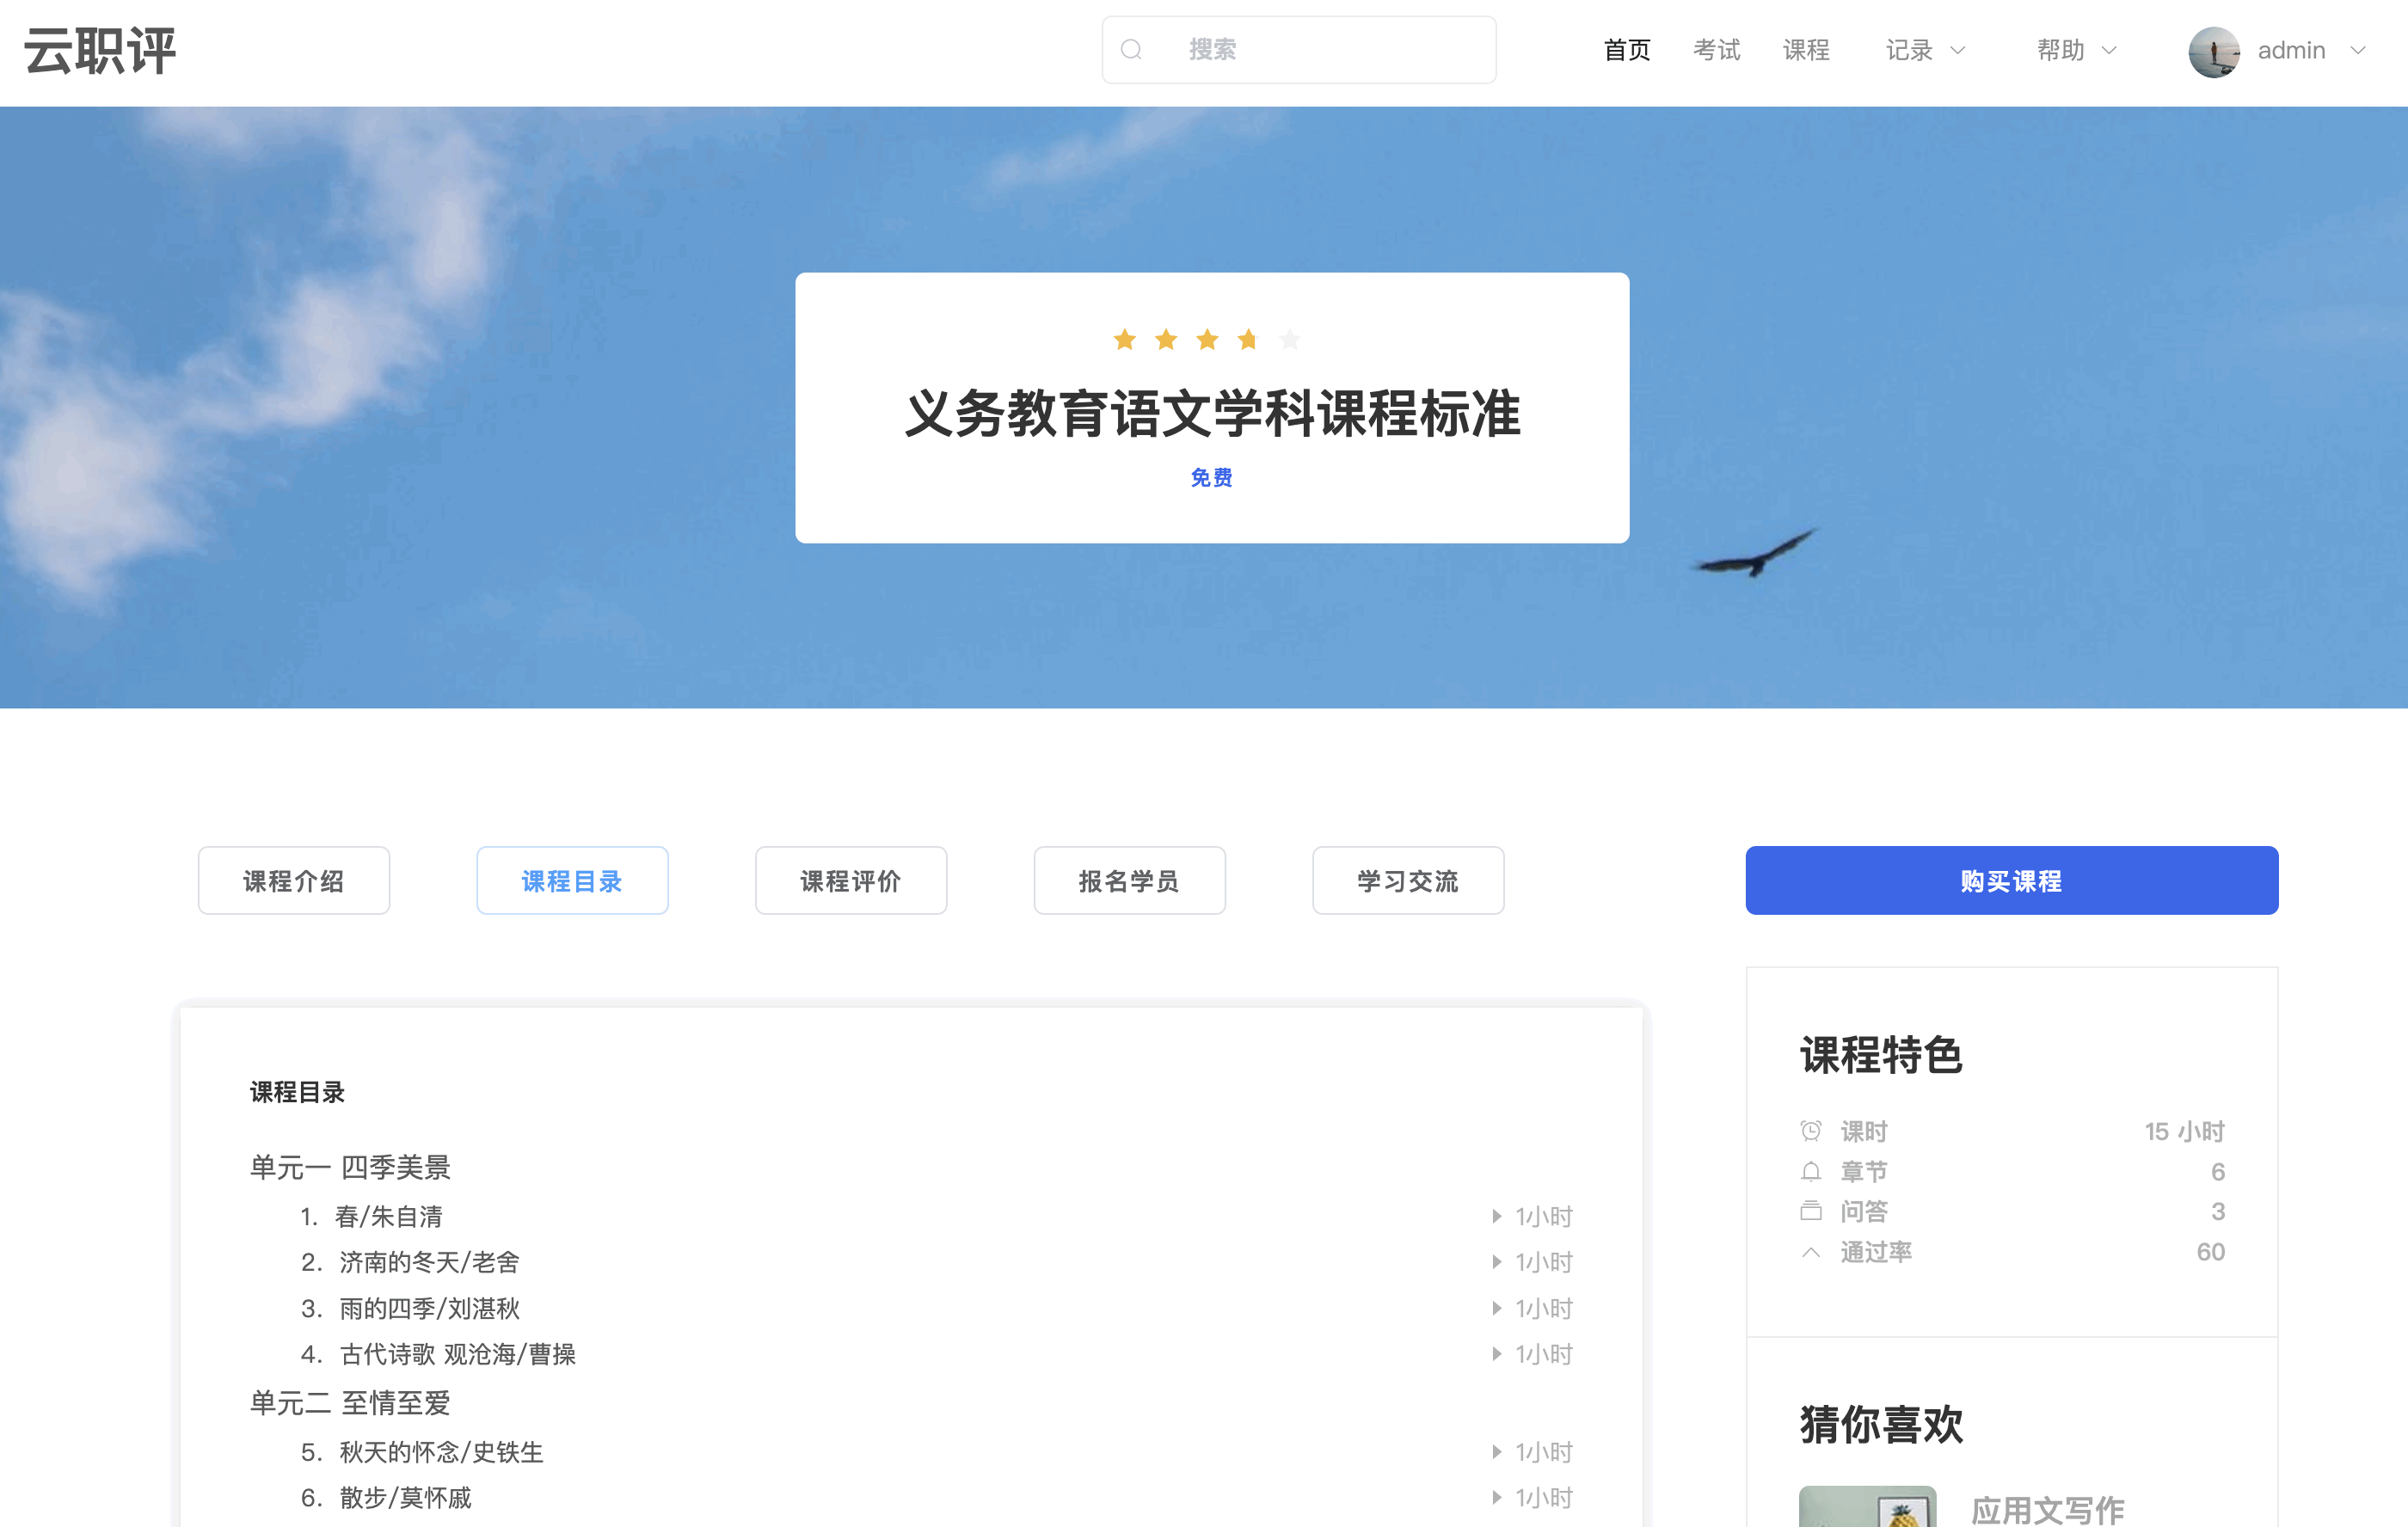 云职评
搜索
首页 考试 课程 记录 帮助 admin
义务教育语文学科课程标准
免费
课程介绍 课程目录 课程评价 报名学员 学习交流
购买课程
课程目录
单元一 四季美景
1. 春/朱自清 1小时
2. 济南的冬天/老舍 1小时
3. 雨的四季/刘湛秋 1小时
4. 古代诗歌 观沧海/曹操 1小时
单元二 至情至爱
5. 秋天的怀念/史铁生 1小时
6. 散步/莫怀戚 1小时
课程特色
课时 15 小时
章节 6
问答 3
通过率 60
猜你喜欢
应用文写作